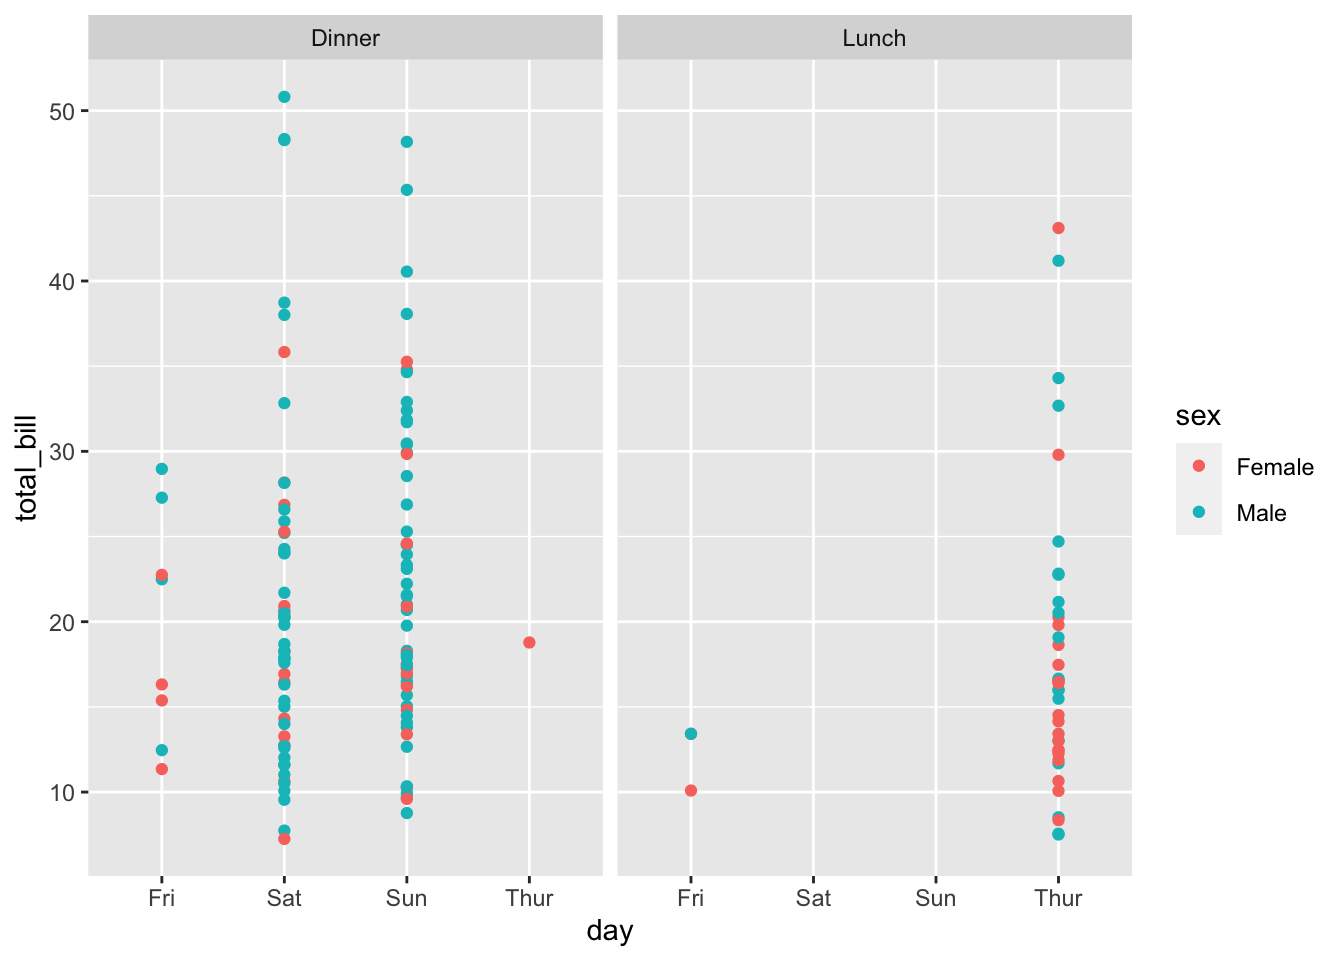 Dinner
Lunch
50
40
30
20
10
total_bill
Fri Sat Sun Thur
Fri Sat Sun Thur
day
sex
Female
Male